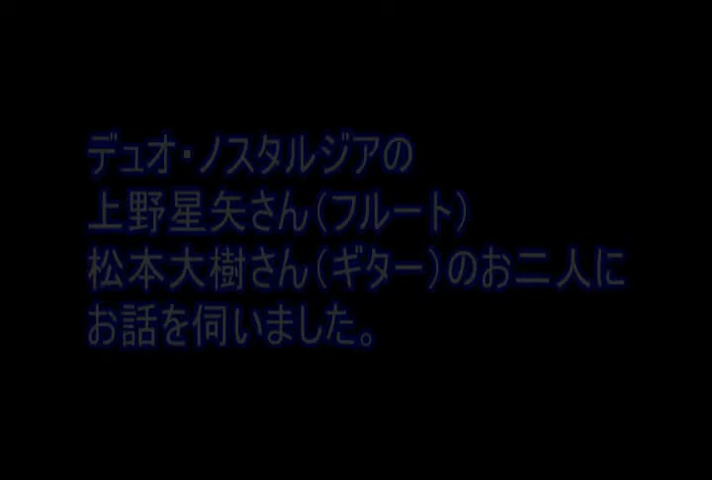 デュオ・ノスタルジアの
上野星矢さん（フルート）
松本大樹さん（ギター）のお二人に
お話を伺いました。